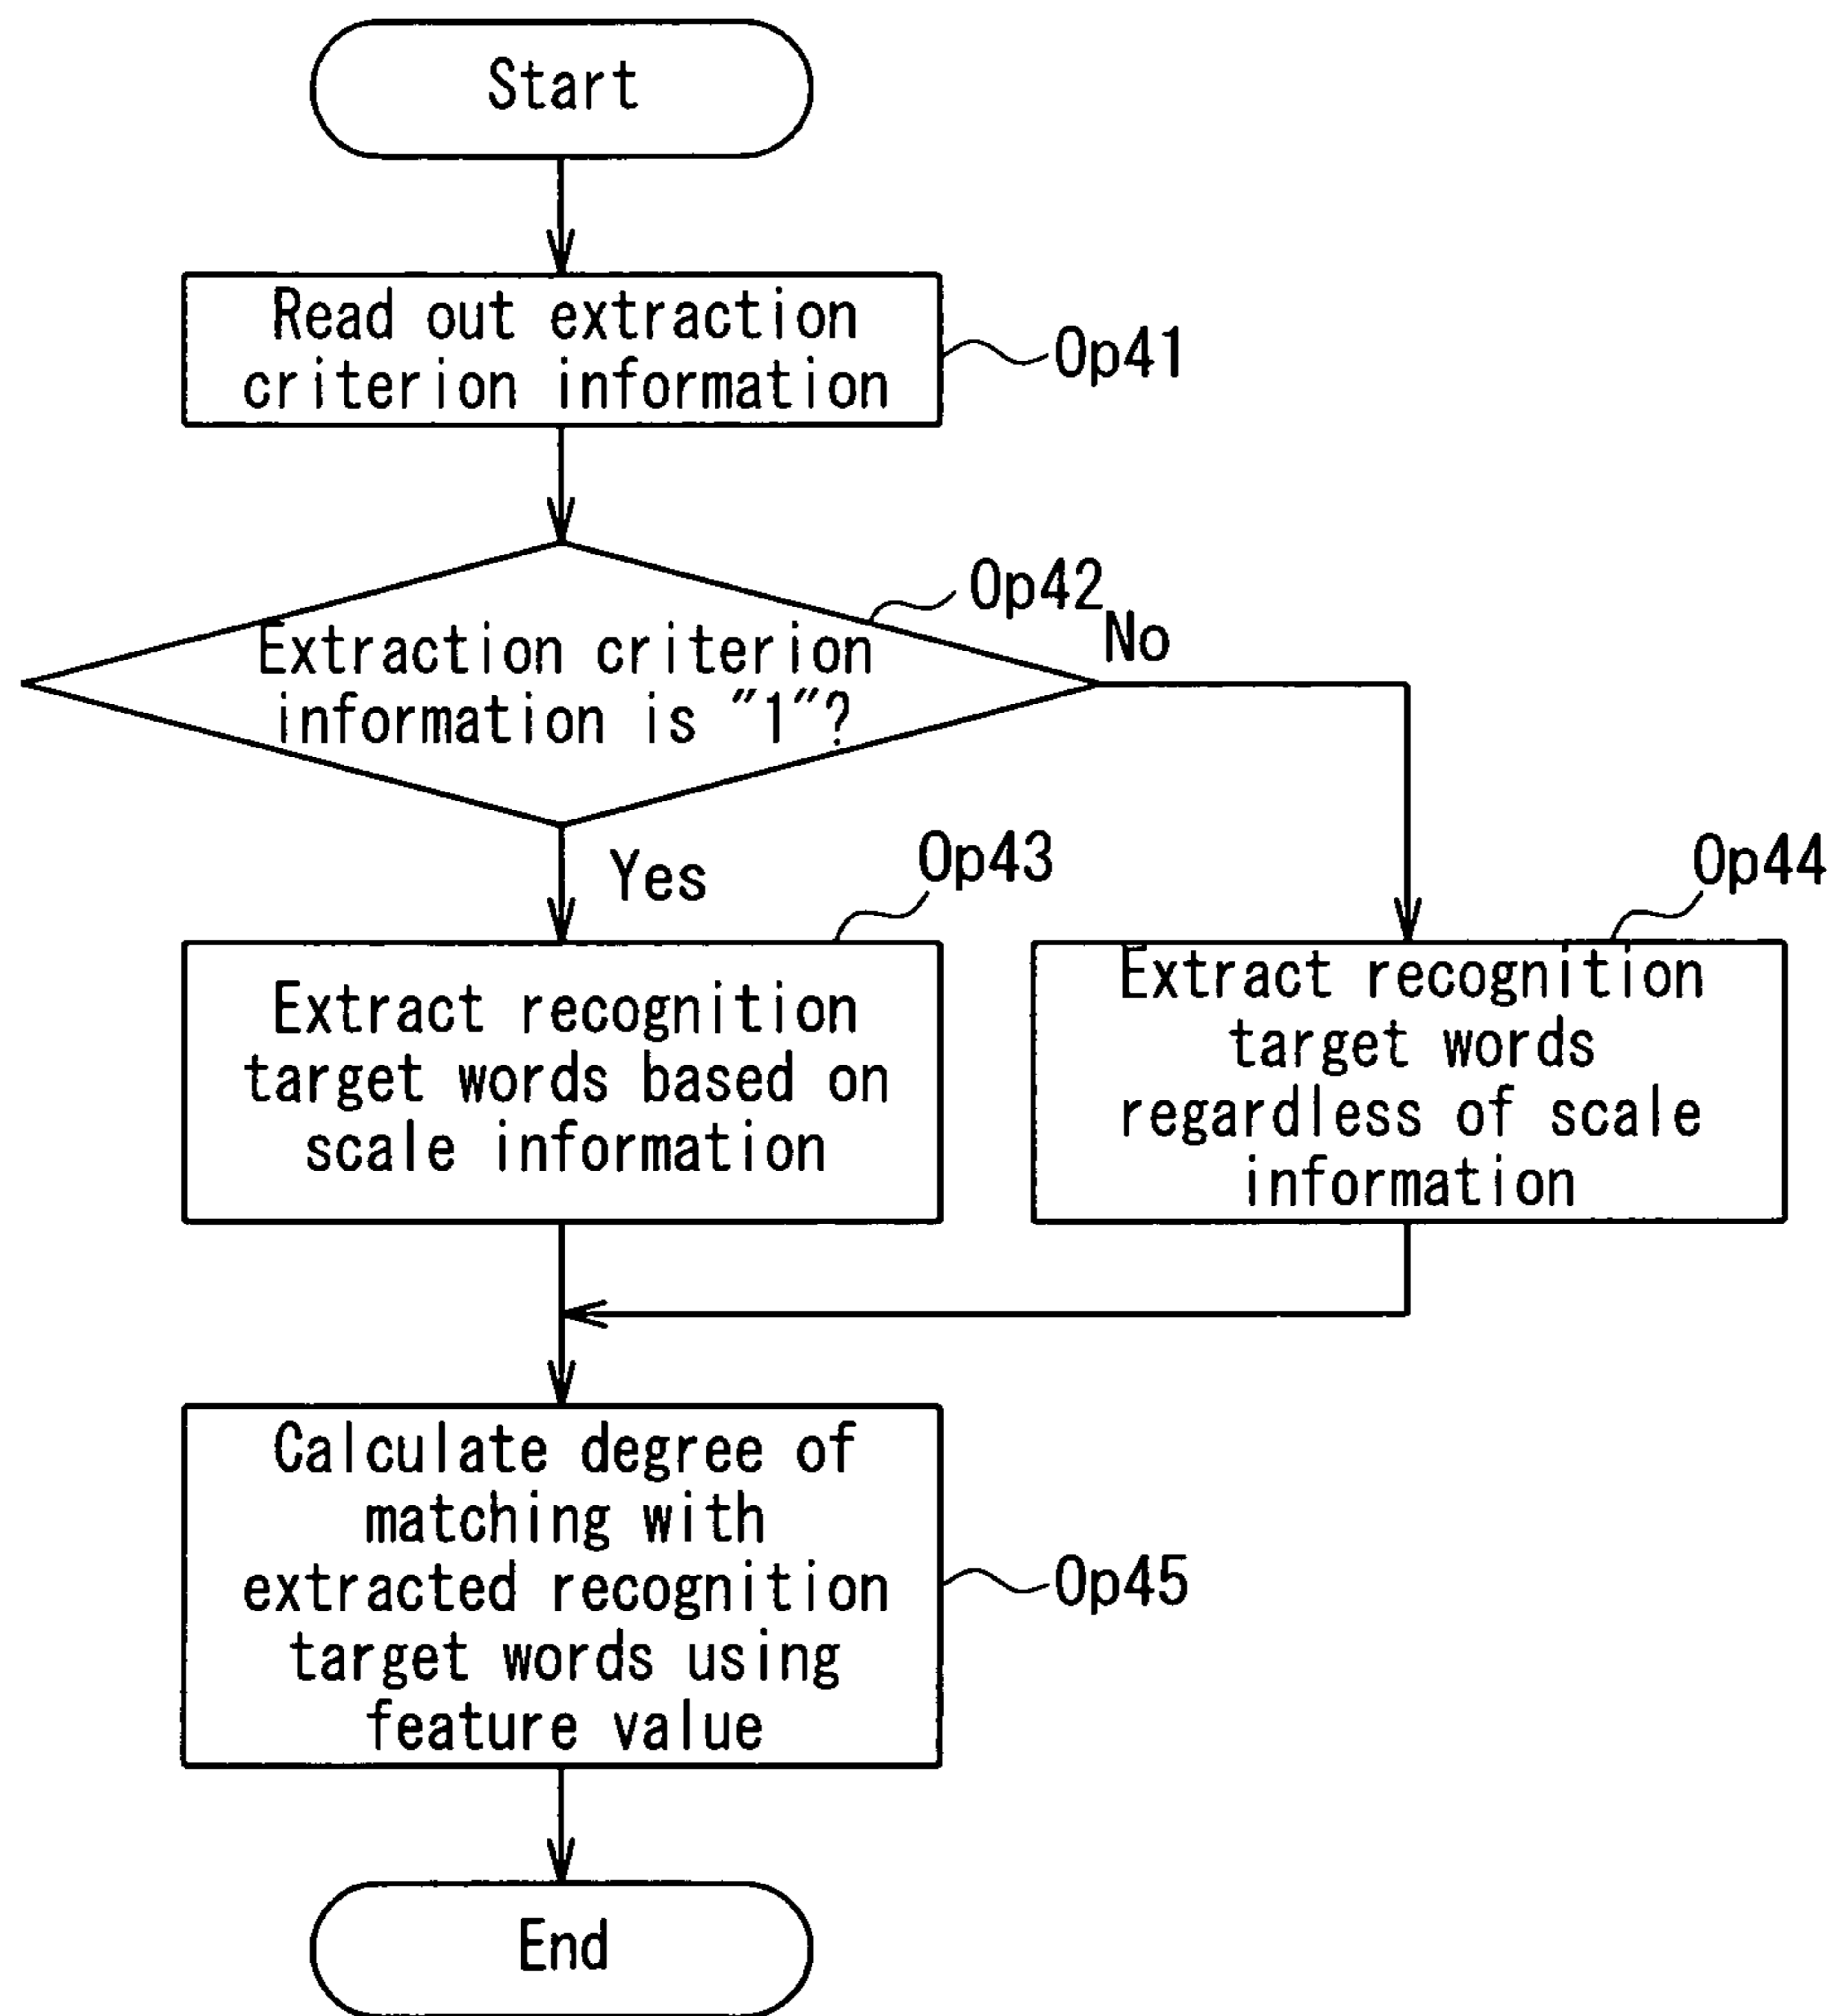 Start
Read out extraction
criterion information
Op41
Op42
Extraction criterion
information is "1"?
No
Yes
Op43
Extract recognition
target words based on
scale information
Op44
Extract recognition
target words
regardless of scale
information
Calculate degree of
matching with
extracted recognition
target words using
feature value
Op45
End